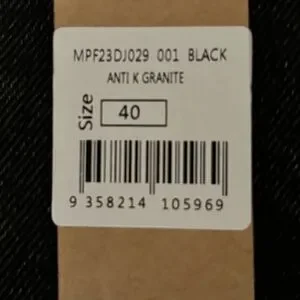 MPF23DJ029 001 BLACK
ANTI K GRANITE
Size 40
9 358214 105969